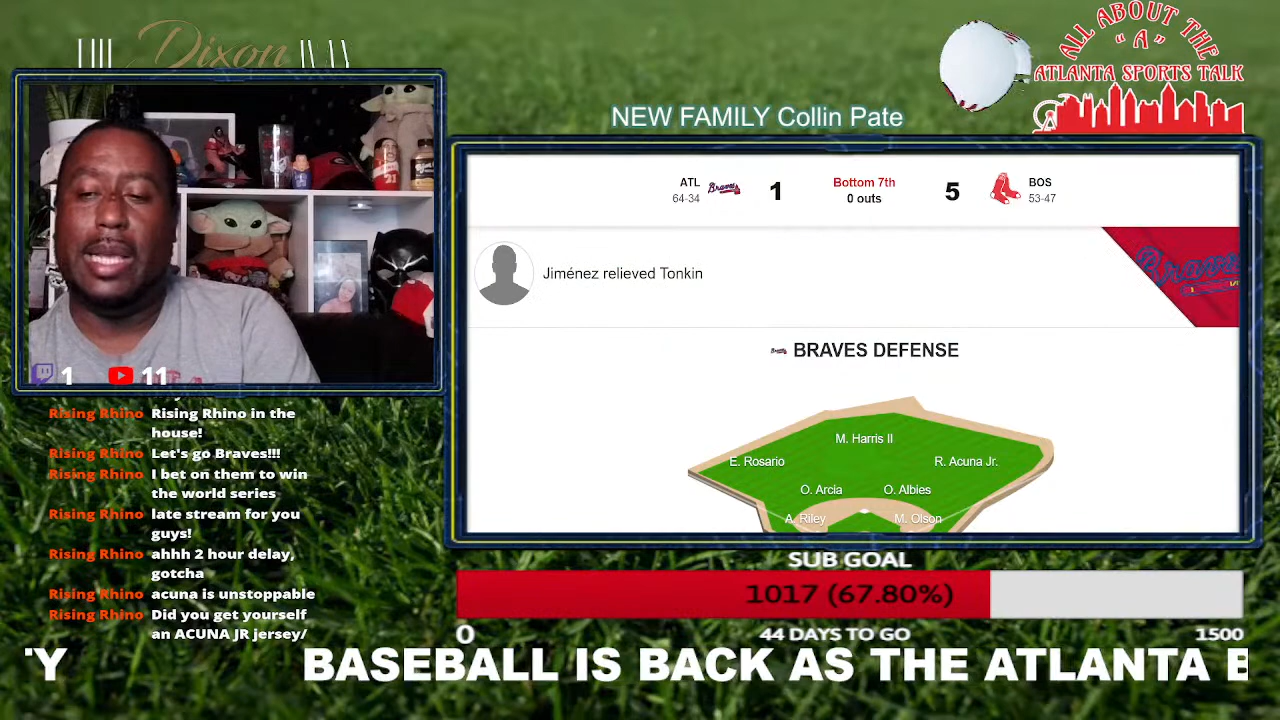 Dixon
ALL ABOUT THE
"A"
ATLANTA SPORTS TALK
NEW FAMILY Collin Pate
ATL
64-34
Braves
1
Bottom 7th
0 outs
5
BOS
53-47
Jiménez relieved Tonkin
Braves
BRAVES DEFENSE
M. Harris II
E. Rosario
R. Acuna Jr.
O. Arcia
O. Albies
A. Riley
M. Olson
1
11
Rising Rhino Rising Rhino in the
house!
Rising Rhino Let's go Braves!!!
Rising Rhino I bet on them to win
the world series
Rising Rhino late stream for you
guys!
Rising Rhino ahhh 2 hour delay,
gotcha
Rising Rhino acuna is unstoppable
Rising Rhino Did you get yourself
an ACUNA JR jersey/
SUB GOAL
1017 (67.80%)
0
44 DAYS TO GO
1500
TY BASEBALL IS BACK AS THE ATLANTA B